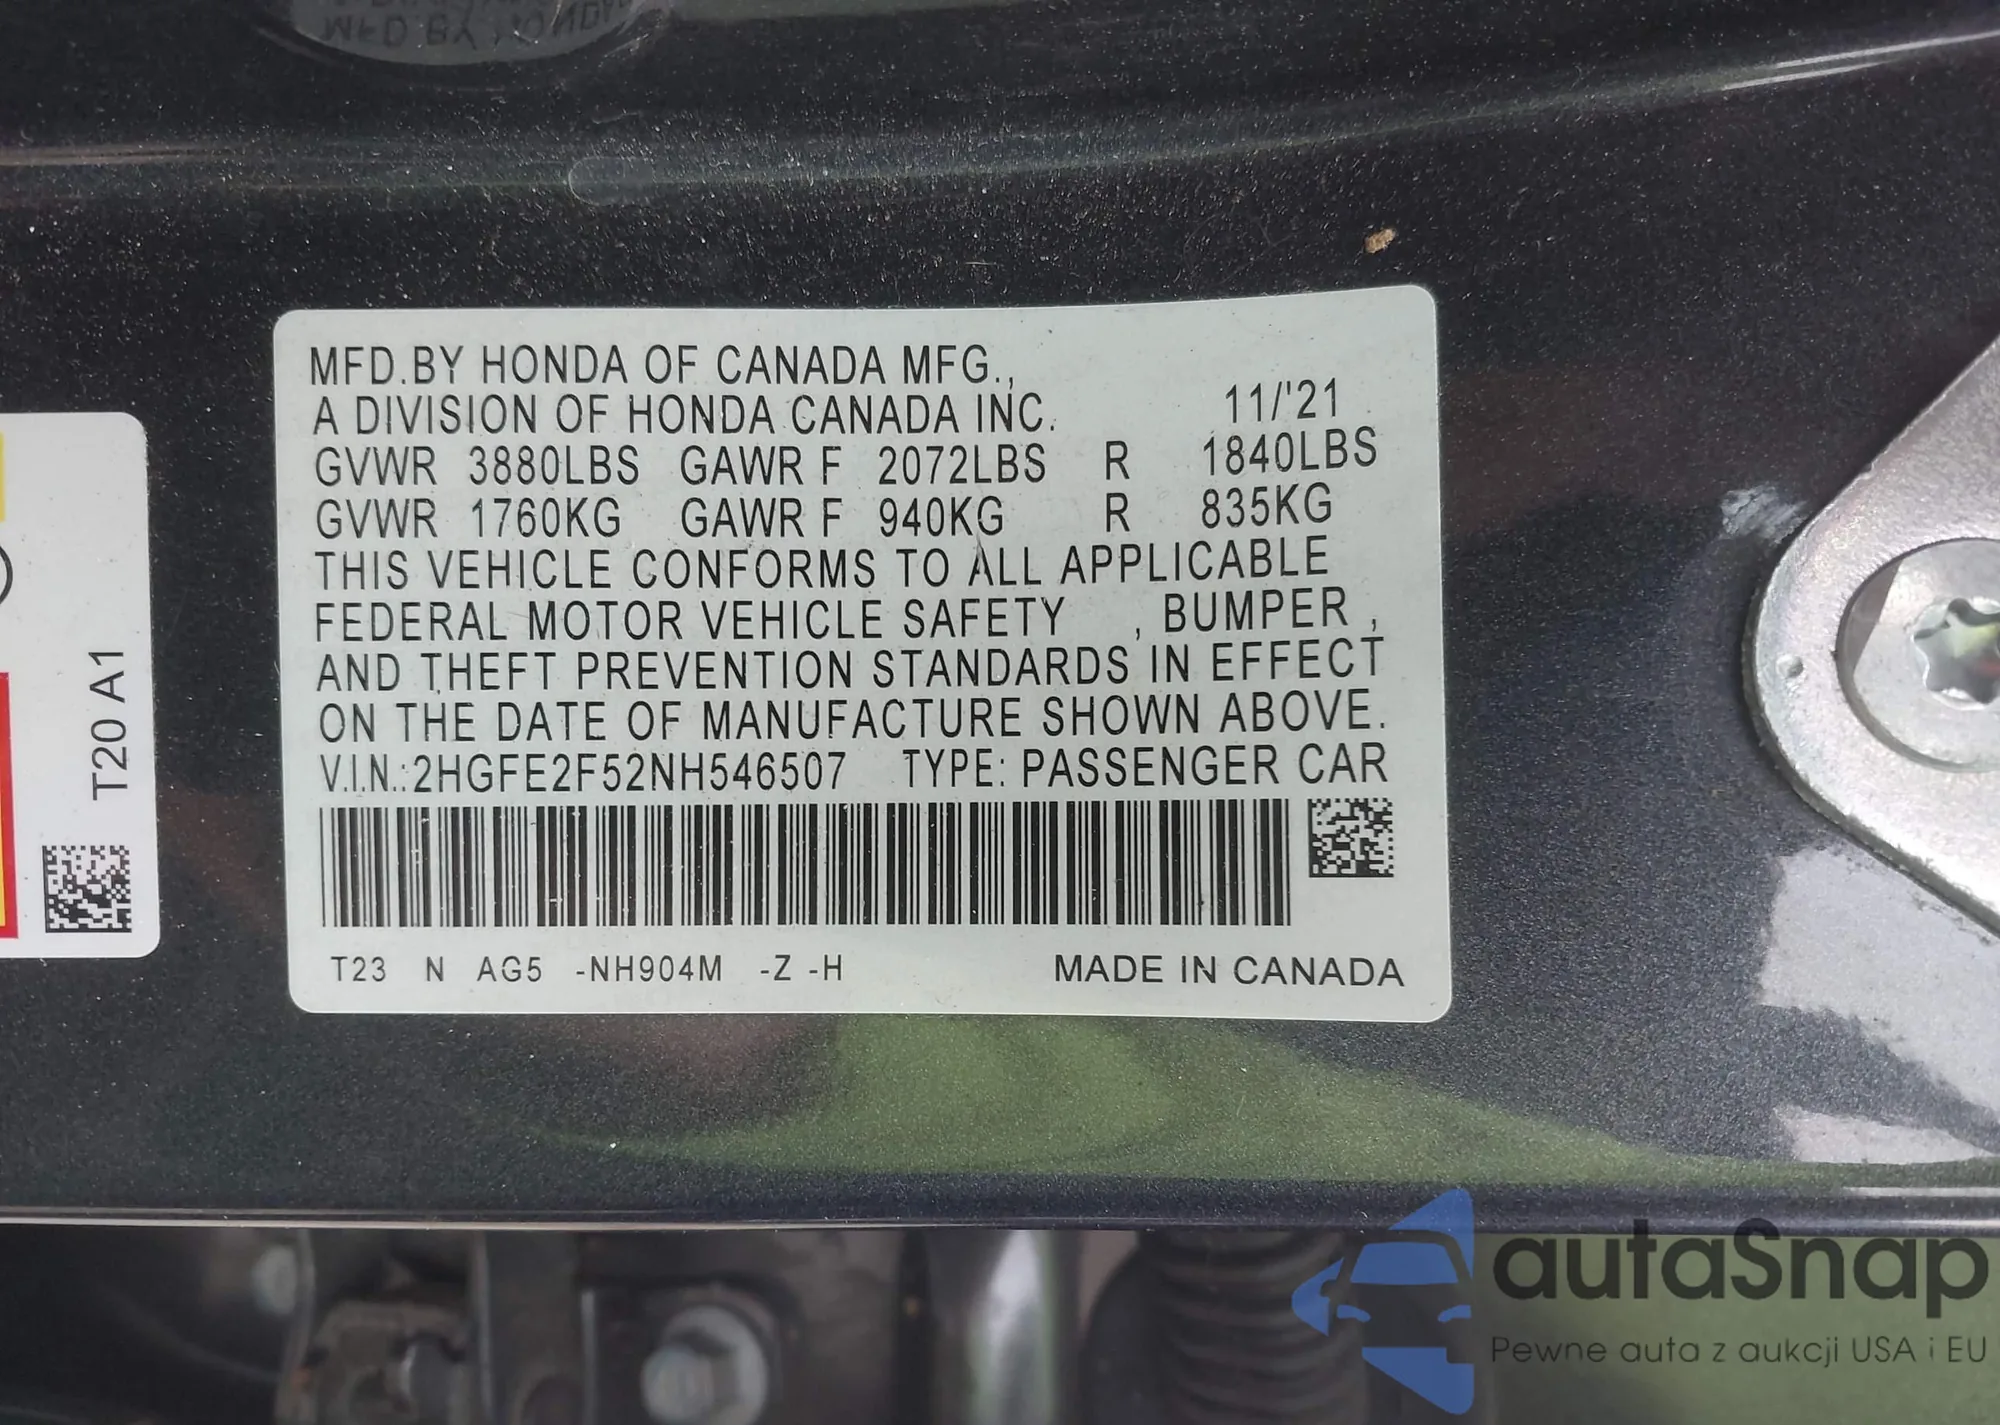 MFD.BY HONDA OF CANADA MFG.,
A DIVISION OF HONDA CANADA INC. 11/'21
GVWR 3880LBS GAWR F 2072LBS R 1840LBS
GVWR 1760KG GAWR F 940KG R 835KG
THIS VEHICLE CONFORMS TO ALL APPLICABLE
FEDERAL MOTOR VEHICLE SAFETY , BUMPER ,
AND THEFT PREVENTION STANDARDS IN EFFECT
ON THE DATE OF MANUFACTURE SHOWN ABOVE.
V.I.N.:2HGFE2F52NH546507 TYPE: PASSENGER CAR
T23 N AG5 -NH904M -Z -H MADE IN CANADA
T20 A1
autaSnap
Pewne auta z aukcji USA i EU